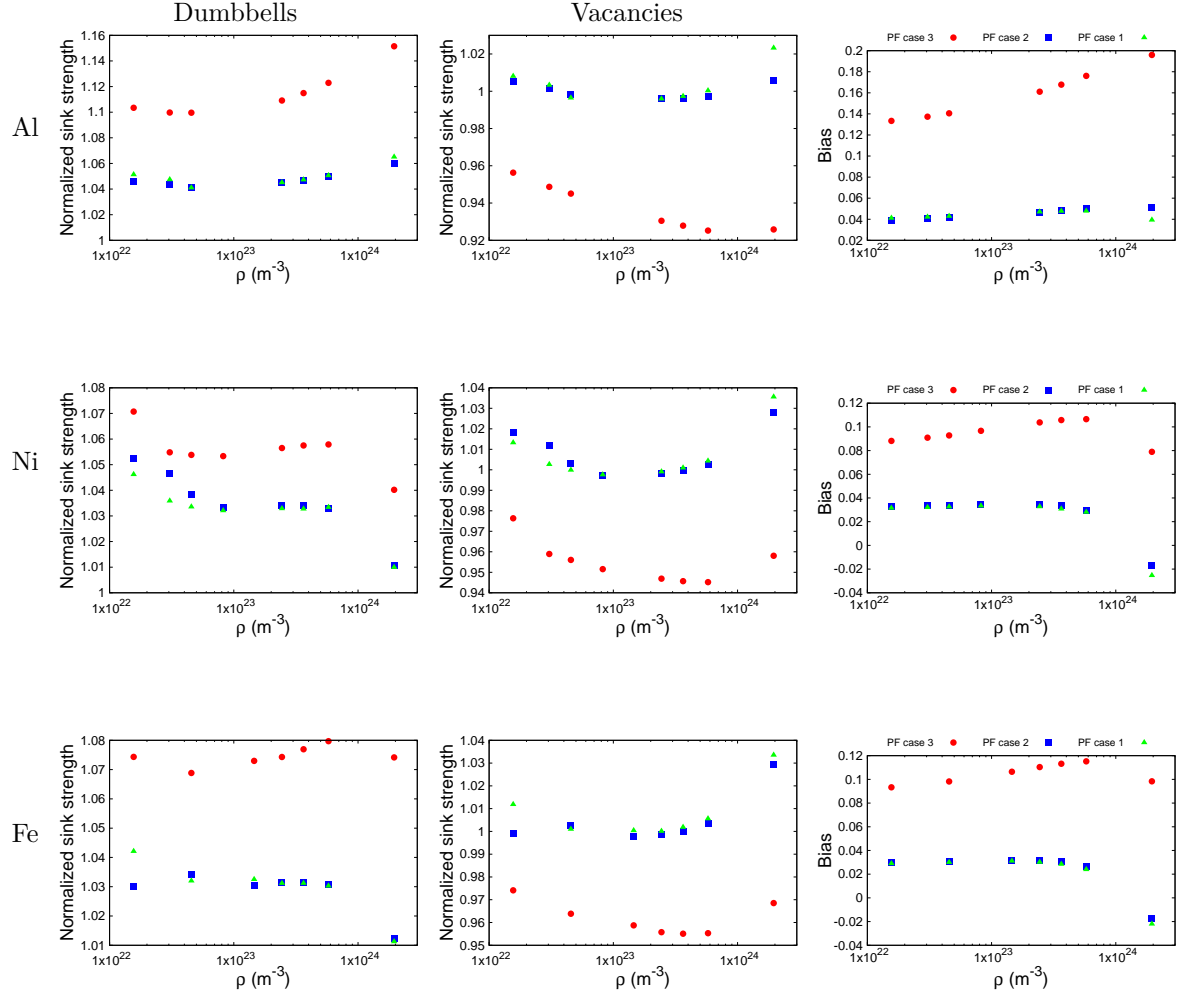 Dumbbells
Vacancies
Al
Normalized sink strength
1.16
1.14
1.12
1.1
1.08
1.06
1.04
1.02
1
1x10^22
1x10^23
1x10^24
ρ (m^-3)
Normalized sink strength
1.02
1
0.98
0.96
0.94
0.92
1x10^22
1x10^23
1x10^24
ρ (m^-3)
PF case 3
PF case 2
PF case 1
Bias
0.2
0.18
0.16
0.14
0.12
0.1
0.08
0.06
0.04
0.02
1x10^22
1x10^23
1x10^24
ρ (m^-3)
Ni
Normalized sink strength
1.08
1.07
1.06
1.05
1.04
1.03
1.02
1.01
1
1x10^22
1x10^23
1x10^24
ρ (m^-3)
Normalized sink strength
1.04
1.03
1.02
1.01
1
0.99
0.98
0.97
0.96
0.95
0.94
1x10^22
1x10^23
1x10^24
ρ (m^-3)
PF case 3
PF case 2
PF case 1
Bias
0.12
0.1
0.08
0.06
0.04
0.02
0
-0.02
-0.04
1x10^22
1x10^23
1x10^24
ρ (m^-3)
Fe
Normalized sink strength
1.08
1.07
1.06
1.05
1.04
1.03
1.02
1.01
1x10^22
1x10^23
1x10^24
ρ (m^-3)
Normalized sink strength
1.04
1.03
1.02
1.01
1
0.99
0.98
0.97
0.96
0.95
1x10^22
1x10^23
1x10^24
ρ (m^-3)
PF case 3
PF case 2
PF case 1
Bias
0.12
0.1
0.08
0.06
0.04
0.02
0
-0.02
-0.04
1x10^22
1x10^23
1x10^24
ρ (m^-3)